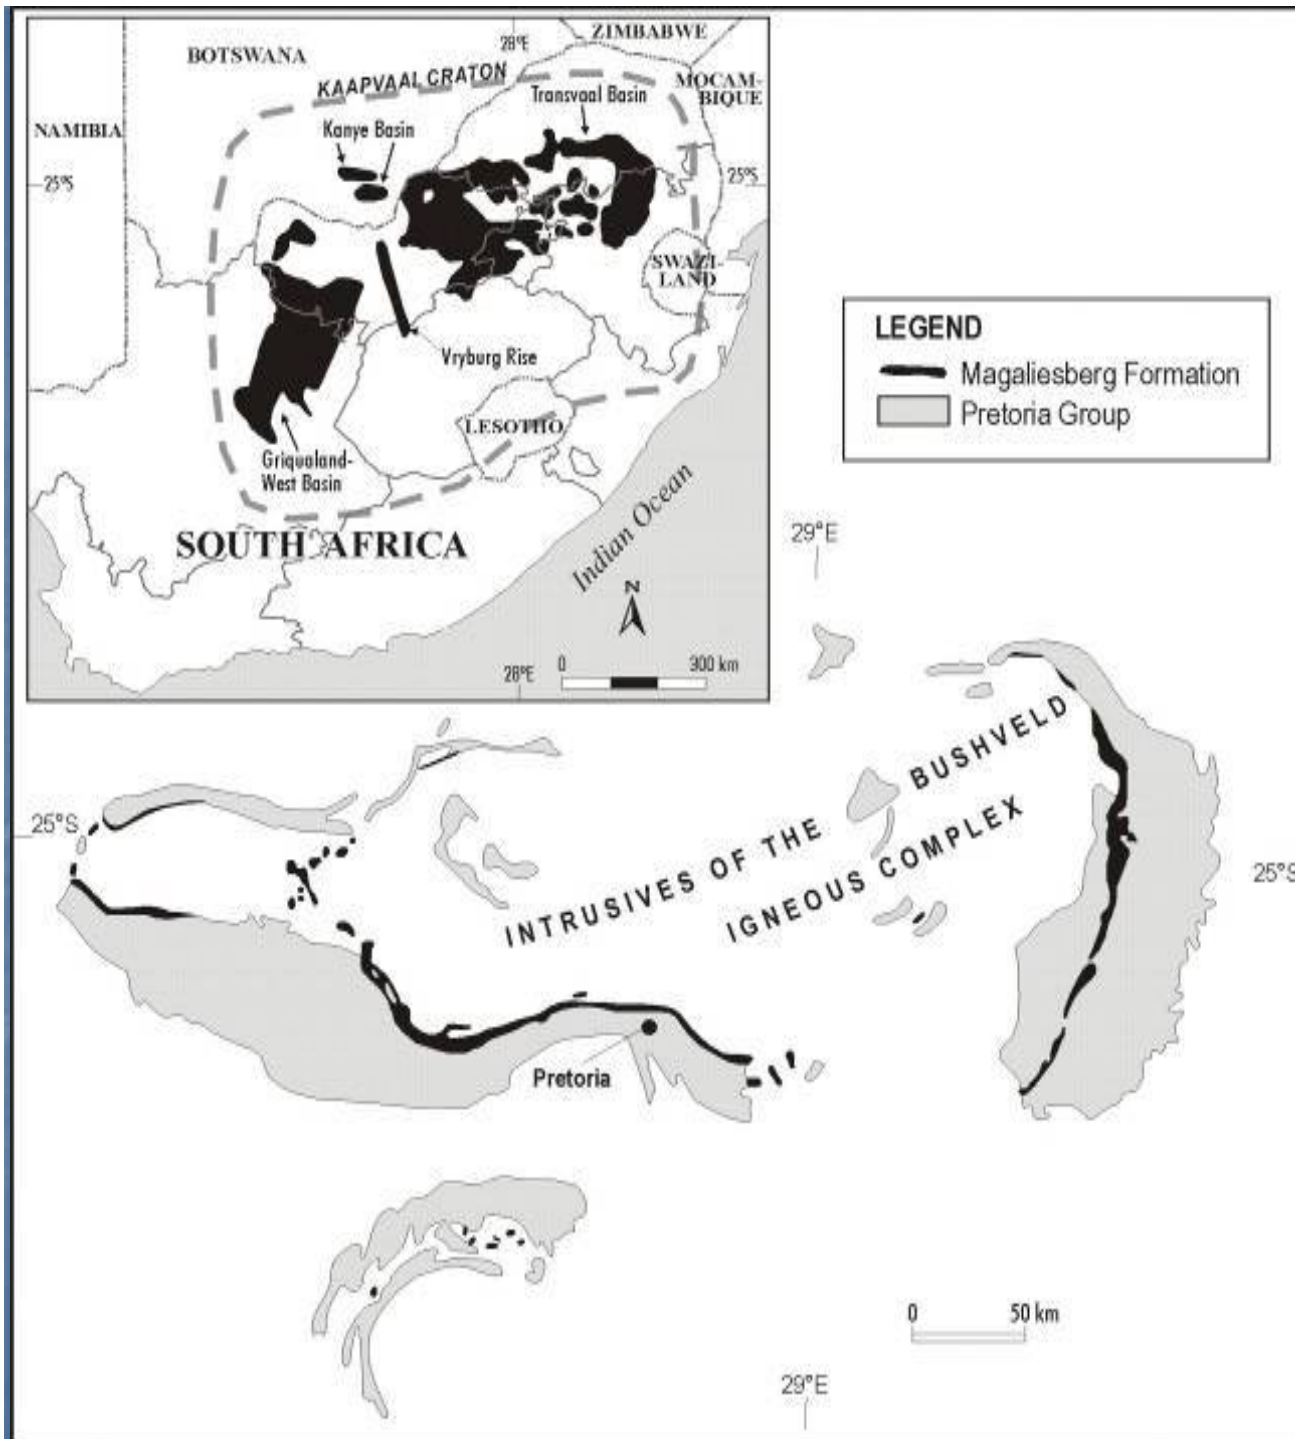 BOTSWANA
28°E
ZIMBABWE
KAAPVAAL CRATON
MOCAM-
BIQUE
Transvaal Basin
NAMIBIA
Kanye Basin
25°S
25°S
SWAZI-
LAND
Vryburg Rise
LESOTHO
Griqualand-
West Basin
SOUTH AFRICA
Indian Ocean
N
28°E
0
300 km
LEGEND
Magaliesberg Formation
Pretoria Group
29°E
25°S
25°S
INTRUSIVES OF THE BUSHVELD
IGNEOUS COMPLEX
Pretoria
0
50 km
29°E